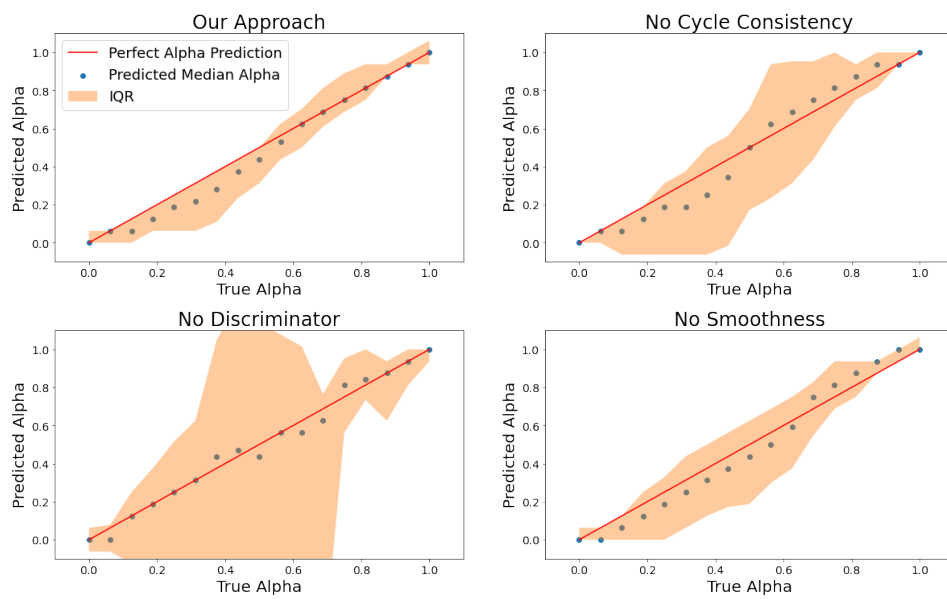 Our Approach
Perfect Alpha Prediction
Predicted Median Alpha
IQR
Predicted Alpha
1.0
0.8
0.6
0.4
0.2
0.0
0.0 0.2 0.4 0.6 0.8 1.0
True Alpha
No Cycle Consistency
Predicted Alpha
1.0
0.8
0.6
0.4
0.2
0.0
0.0 0.2 0.4 0.6 0.8 1.0
True Alpha
No Discriminator
Predicted Alpha
1.0
0.8
0.6
0.4
0.2
0.0
0.0 0.2 0.4 0.6 0.8 1.0
True Alpha
No Smoothness
Predicted Alpha
1.0
0.8
0.6
0.4
0.2
0.0
0.0 0.2 0.4 0.6 0.8 1.0
True Alpha